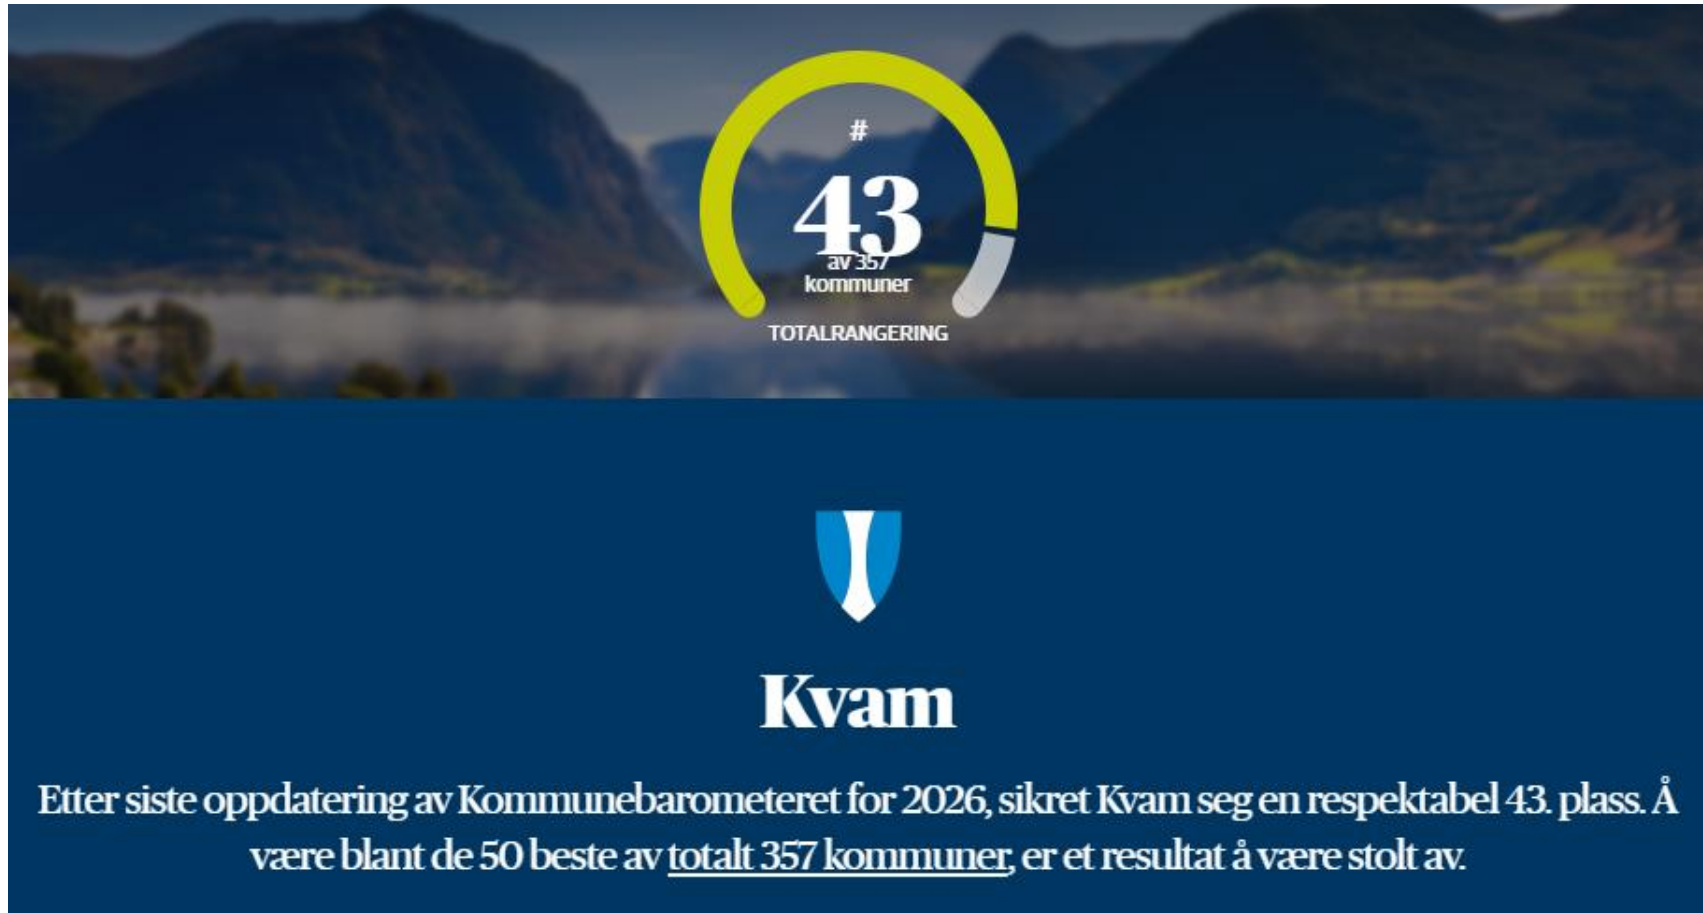 #
43
av 357
kommuner
TOTALRANGERING
Kvam
Etter siste oppdatering av Kommunebarometeret for 2026, sikret Kvam seg en respektabel 43. plass. Å
være blant de 50 beste av totalt 357 kommuner, er et resultat å være stolt av.